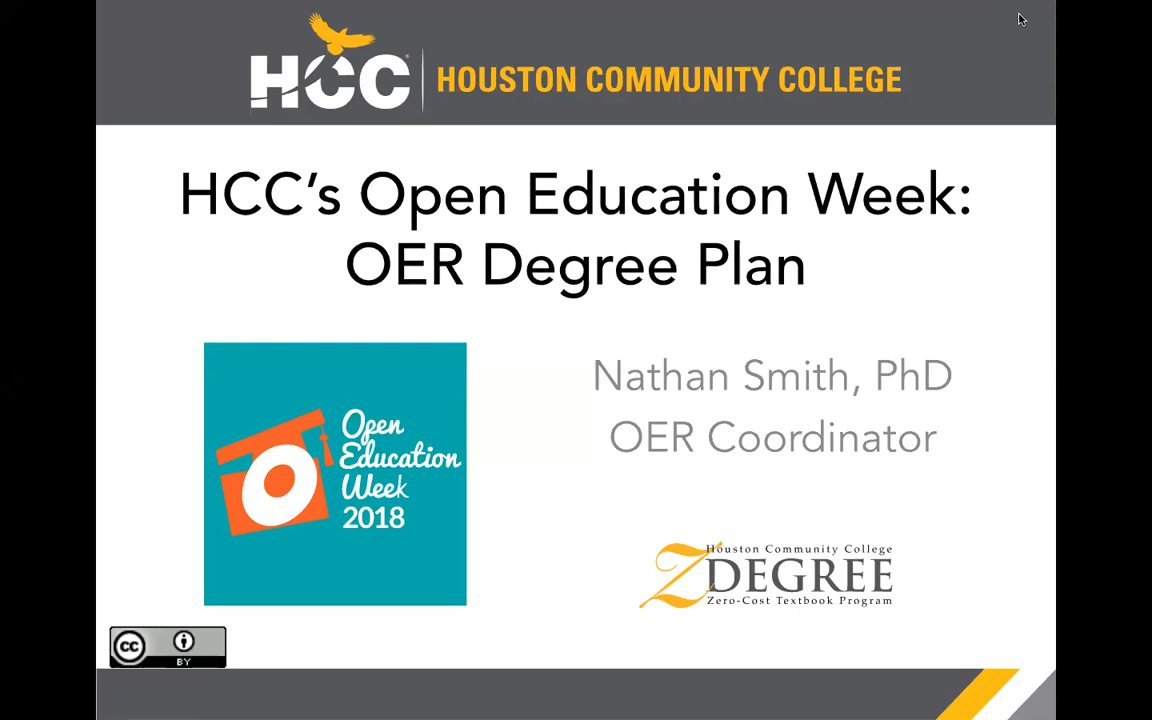 HCC
HOUSTON COMMUNITY COLLEGE
HCC's Open Education Week:
OER Degree Plan
Nathan Smith, PhD
OER Coordinator
Open
Education
Week
2018
Houston Community College
Z DEGREE
Zero-Cost Textbook Program
cc
BY